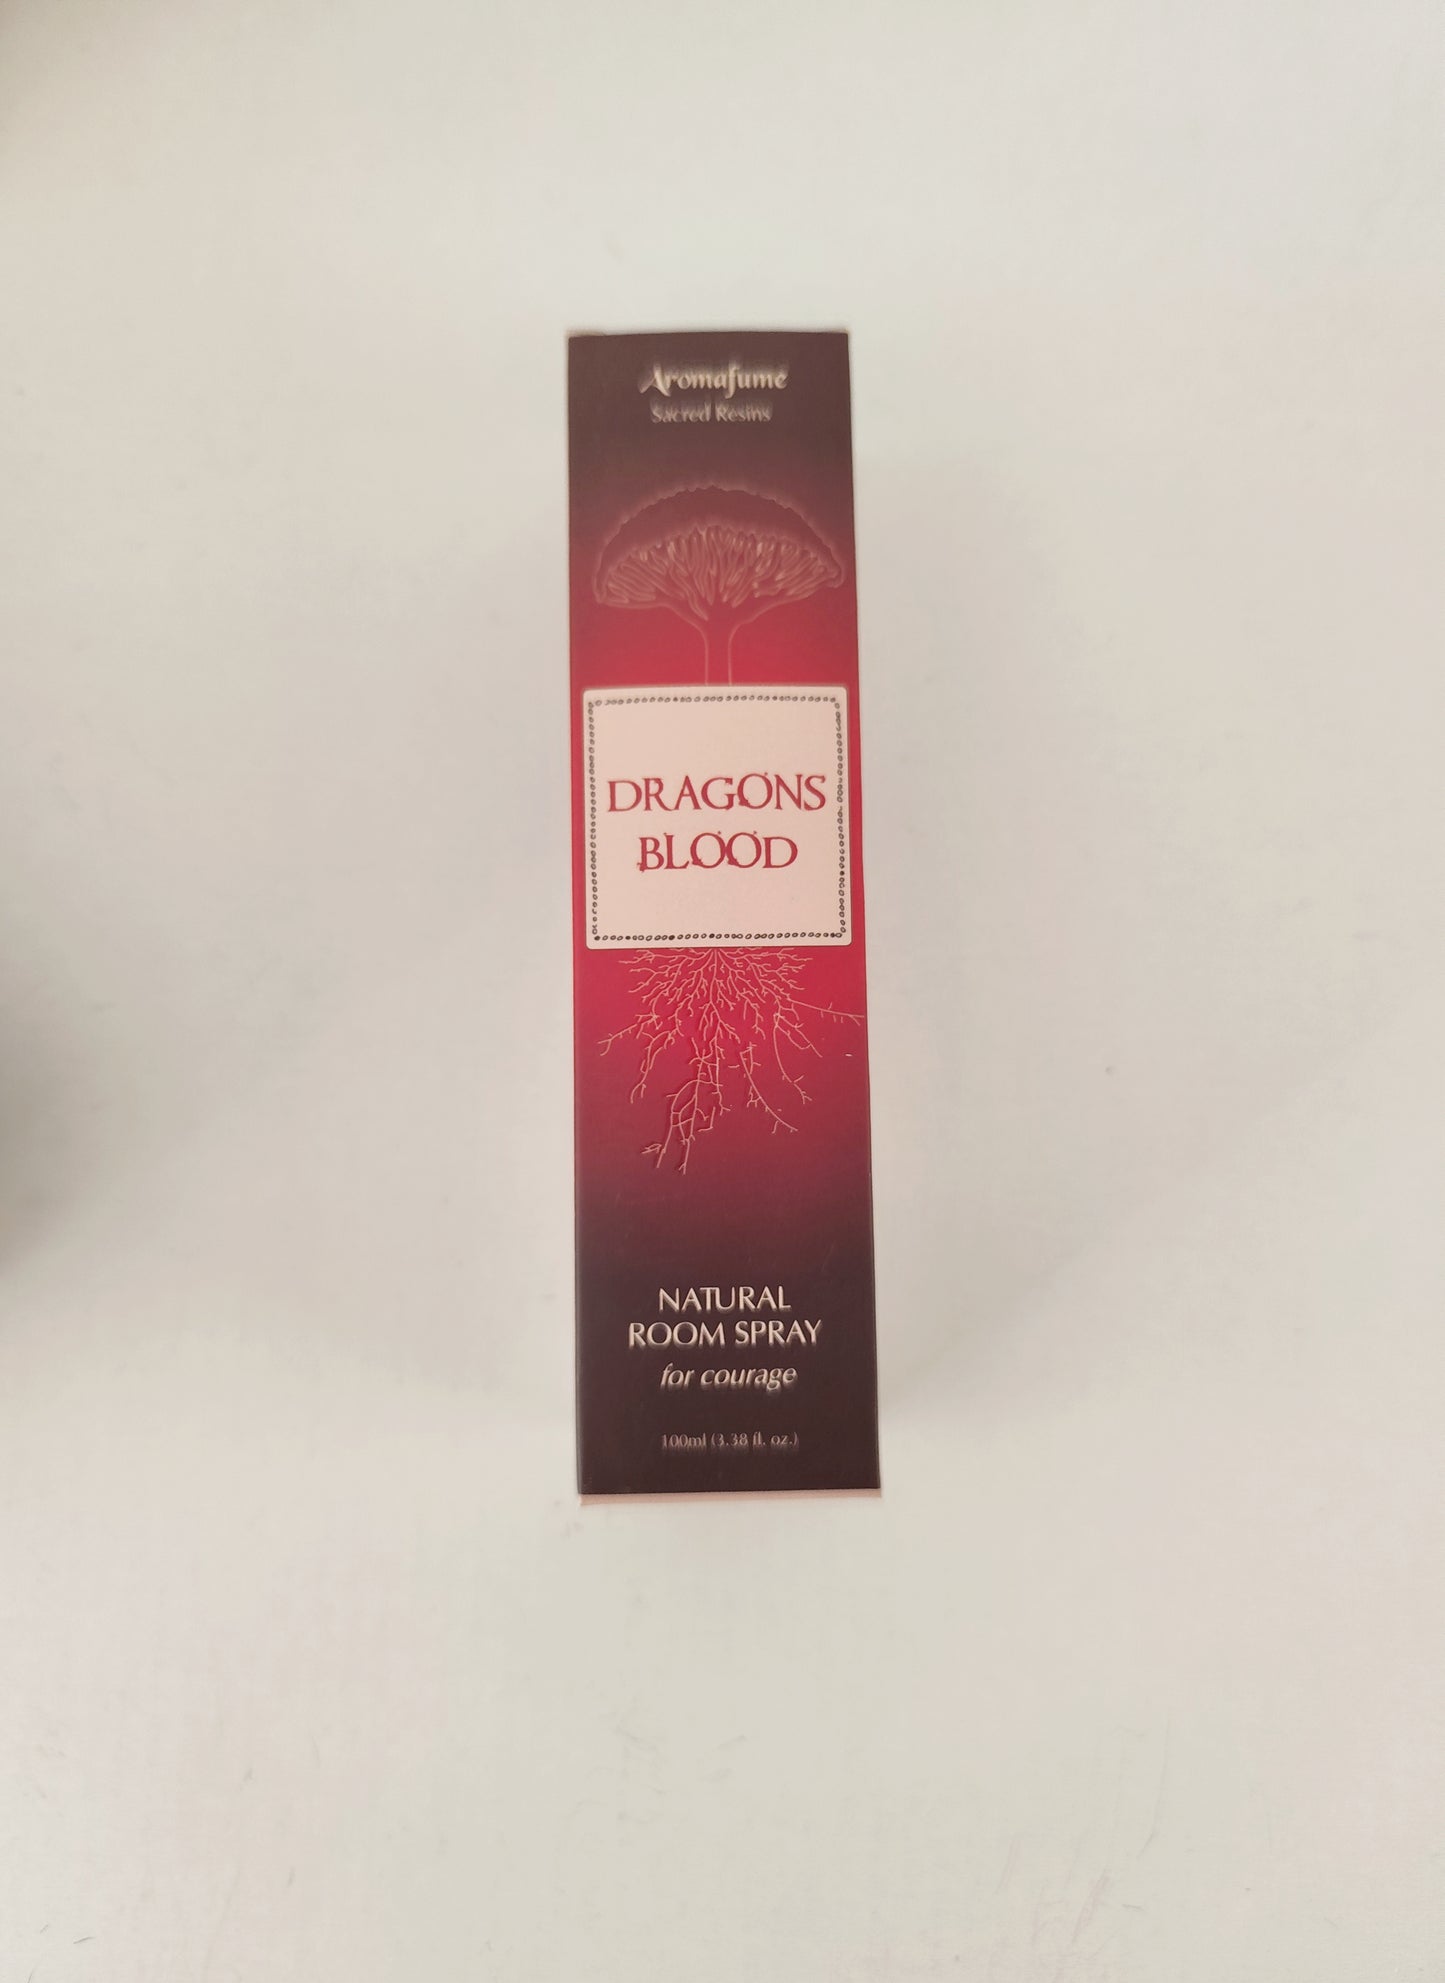 Aromafume
Sacred Resins
DRAGONS
BLOOD
NATURAL
ROOM SPRAY
for courage
100ml (3.38 fl. oz.)